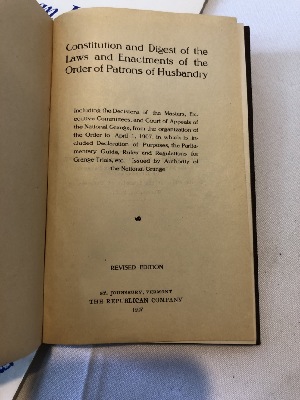 Constitution and Digest of the
Laws and Enactments of the
Order of Patrons of Husbandry
Including the Decisions of the Masters, Ex-
ecutive Committees, and Court of Appeals of
the National Grange, from the organization of
the Order to April 1, 1907, in which is in-
cluded Declaration of Purposes, the Parlia-
mentary Guide, Rules and Regulations for
Grange Trials, etc. Issued by Authority of
the National Grange
REVISED EDITION
ST. JOHNSBURY, VERMONT
THE REPUBLICAN COMPANY
1907